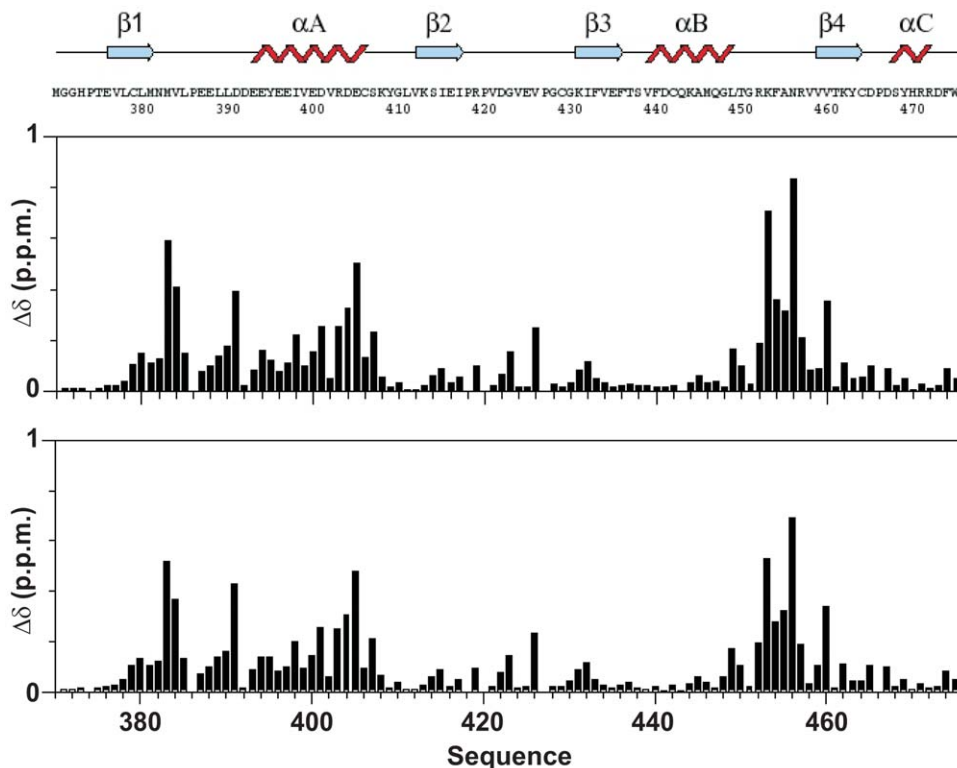 β1 αA β2 β3 αB β4 αC
MGGHPTEVLCLMNMVLPEELLDDEEYEEIVEDVRDECSKYGLVKSIEIPRPVDGVEVPGCGKIFVEFTSVFDCQKAMQGLTGRKFANRVVVTKYCDPDSYHRRDFW
380 390 400 410 420 430 440 450 460 470
1
Δδ (p.p.m.)
0
1
Δδ (p.p.m.)
0
380 400 420 440 460
Sequence